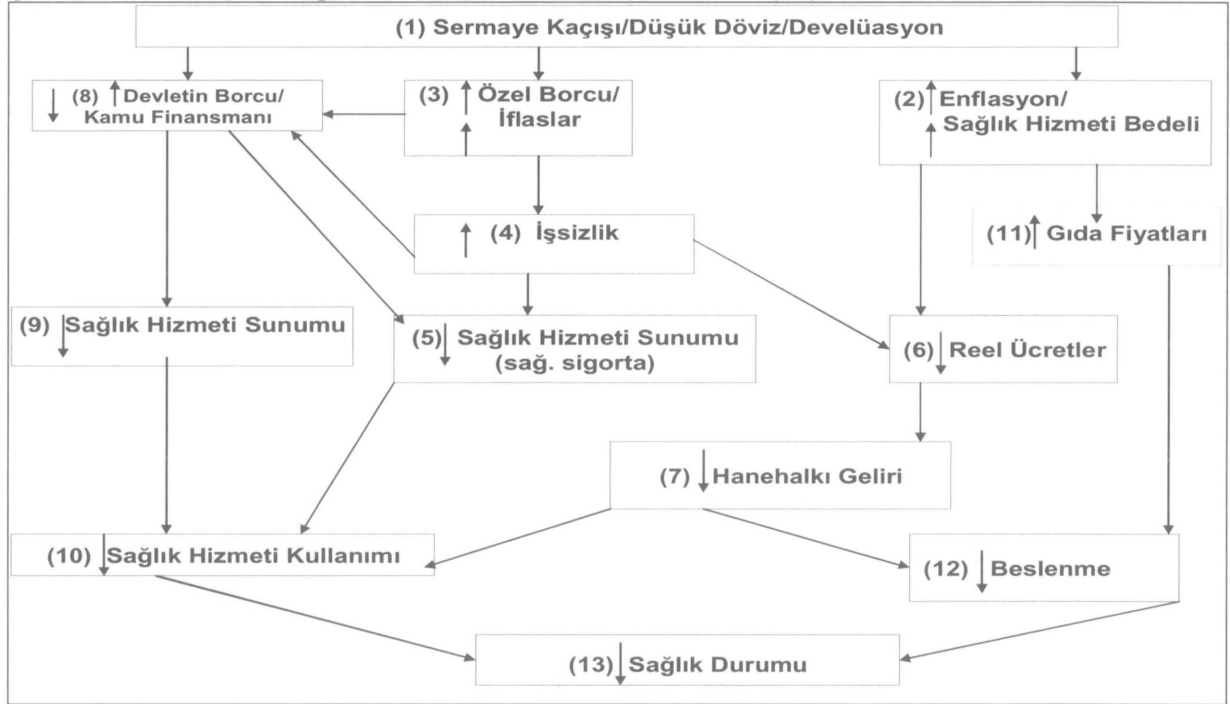 (1) Sermaye Kaçışı/Düşük Döviz/Develüasyon
(8) Devletin Borcu/
Kamu Finansmanı
(3) Özel Borcu/
İflaslar
(2) Enflasyon/
Sağlık Hizmeti Bedeli
(4) İşsizlik
(11) Gıda Fiyatları
(9) Sağlık Hizmeti Sunumu
(5) Sağlık Hizmeti Sunumu
(sağ. sigorta)
(6) Reel Ücretler
(7) Hanehalkı Geliri
(10) Sağlık Hizmeti Kullanımı
(12) Beslenme
(13) Sağlık Durumu